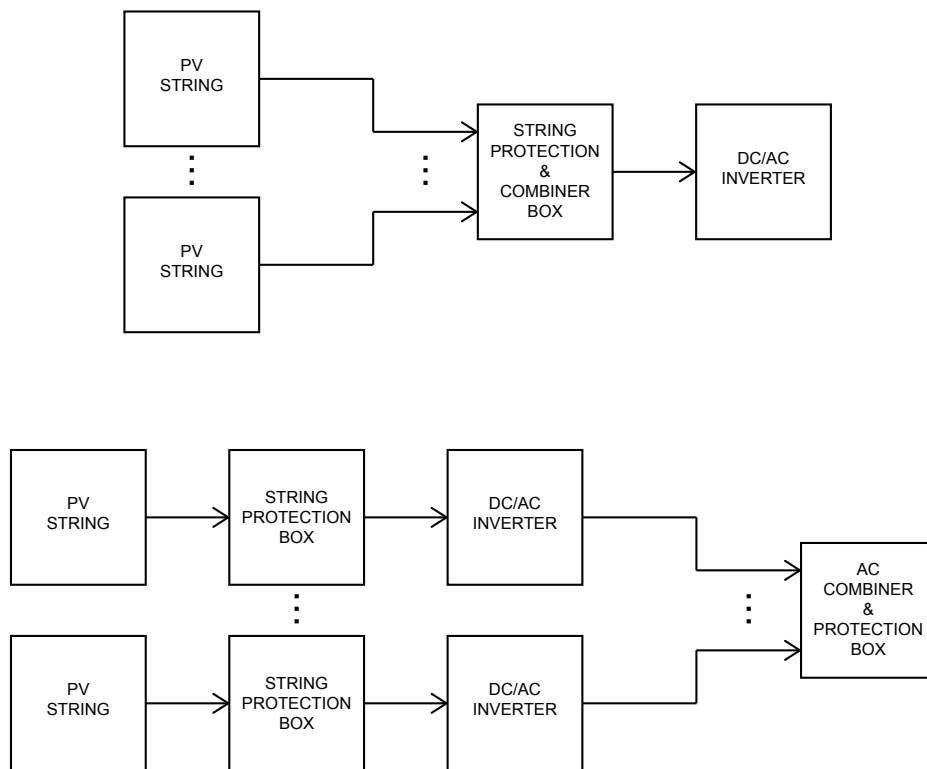 PV
STRING
STRING
PROTECTION
&
COMBINER
BOX
DC/AC
INVERTER
PV
STRING
PV
STRING
STRING
PROTECTION
BOX
DC/AC
INVERTER
AC
COMBINER
&
PROTECTION
BOX
PV
STRING
STRING
PROTECTION
BOX
DC/AC
INVERTER